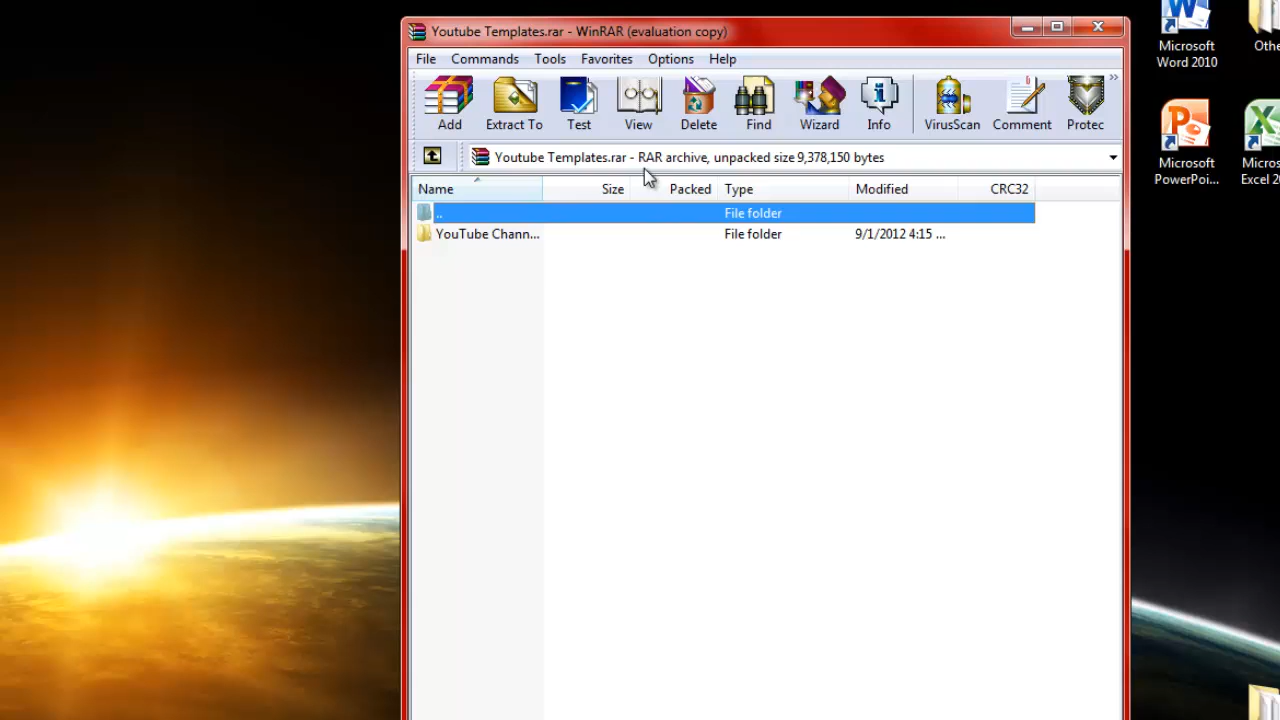 Youtube Templates.rar - WinRAR (evaluation copy)
File Commands Tools Favorites Options Help
Add Extract To Test View Delete Find Wizard Info VirusScan Comment Protec
Youtube Templates.rar - RAR archive, unpacked size 9,378,150 bytes
Name Size Packed Type Modified CRC32
.. File folder
YouTube Chann... File folder 9/1/2012 4:15 ...
Microsoft
Word 2010
Othe
Microsoft
PowerPoi...
Micros
Excel 20